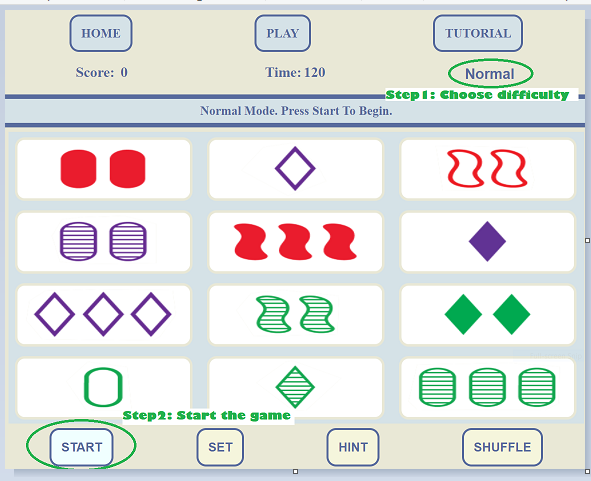 HOME PLAY TUTORIAL
Score: 0 Time: 120 Normal
Step1: Choose difficulty
Normal Mode. Press Start To Begin.
Step2: Start the game
START SET HINT SHUFFLE